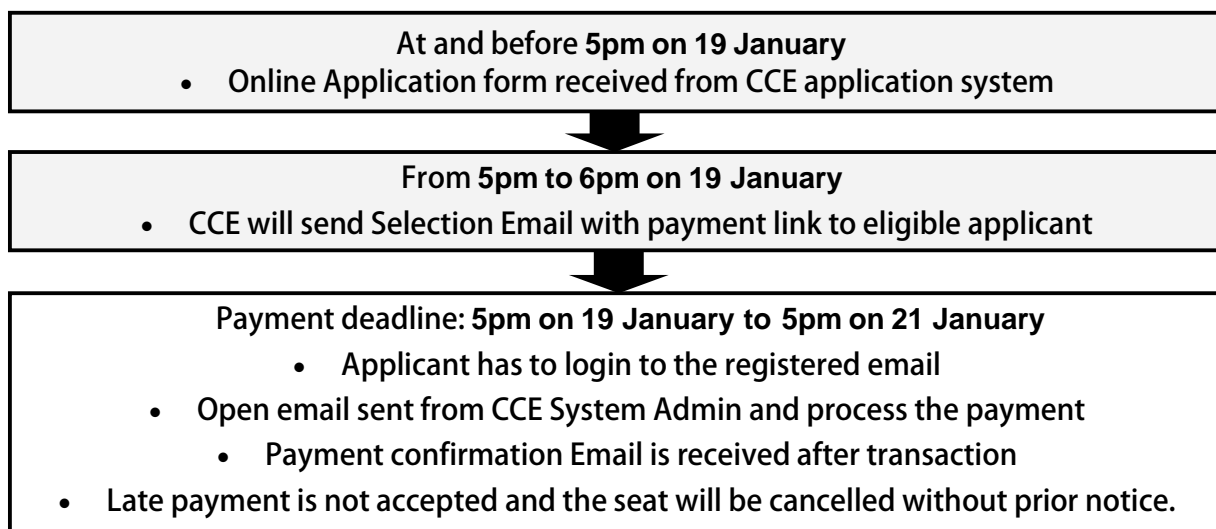 At and before 5pm on 19 January
• Online Application form received from CCE application system
From 5pm to 6pm on 19 January
• CCE will send Selection Email with payment link to eligible applicant
Payment deadline: 5pm on 19 January to 5pm on 21 January
• Applicant has to login to the registered email
• Open email sent from CCE System Admin and process the payment
• Payment confirmation Email is received after transaction
• Late payment is not accepted and the seat will be cancelled without prior notice.